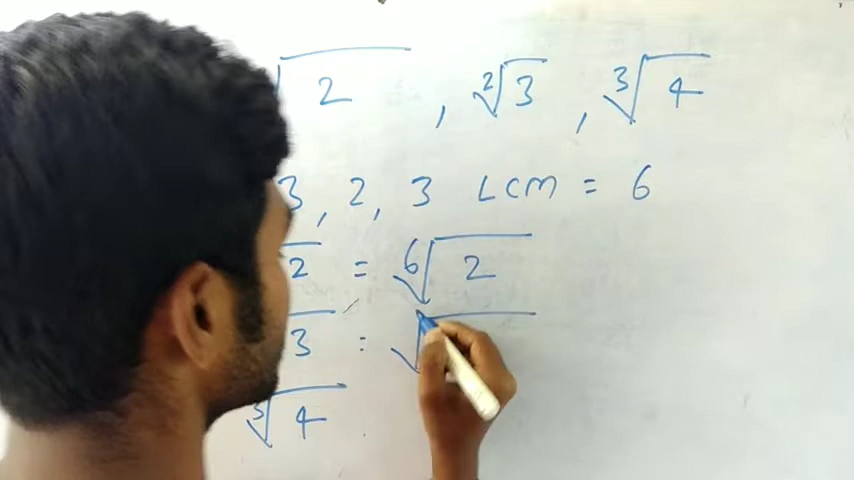 √2 , ²√3 , ³√4
3, 2, 3 LCM = 6
√2 = ⁶√2
√3 = √
³√4